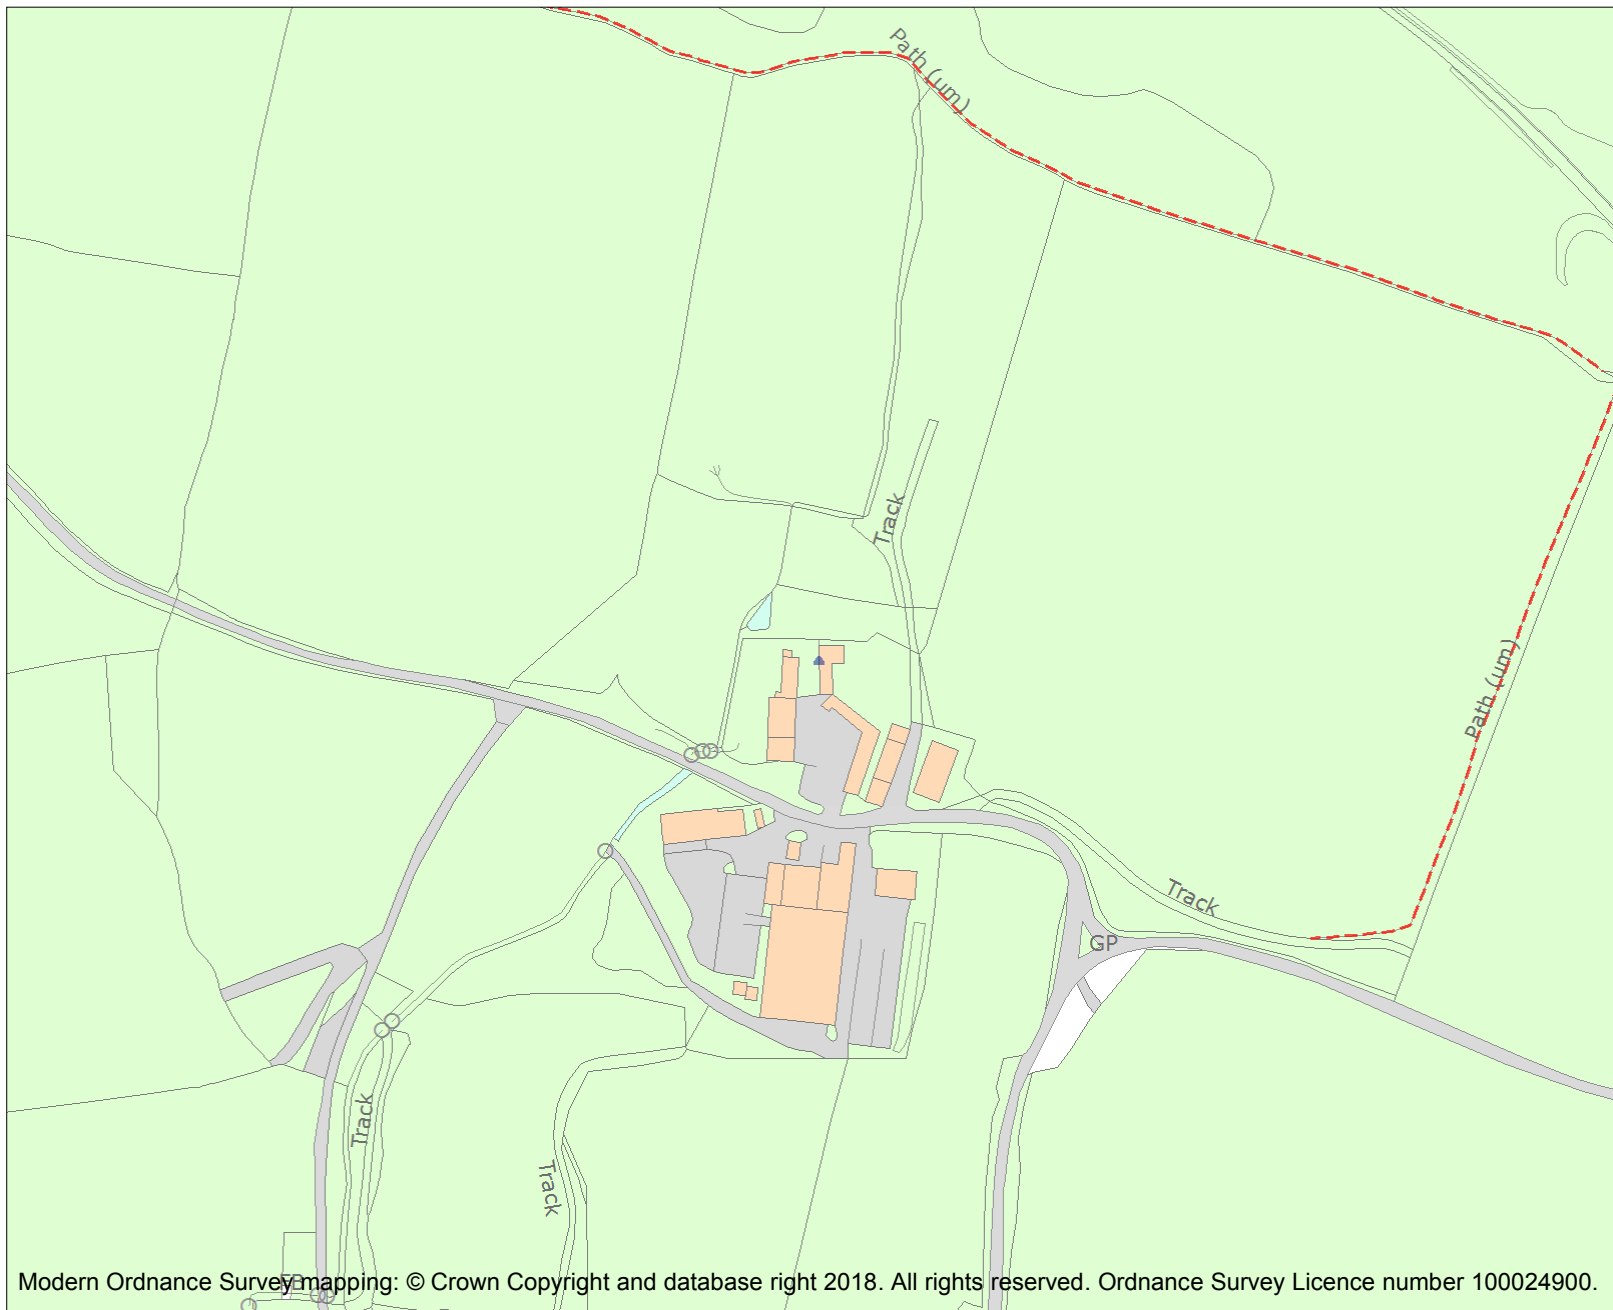 Path (um)
Track
Path (um)
Track
GP
Track
Track
FB
Modern Ordnance Survey mapping: © Crown Copyright and database right 2018. All rights reserved. Ordnance Survey Licence number 100024900.